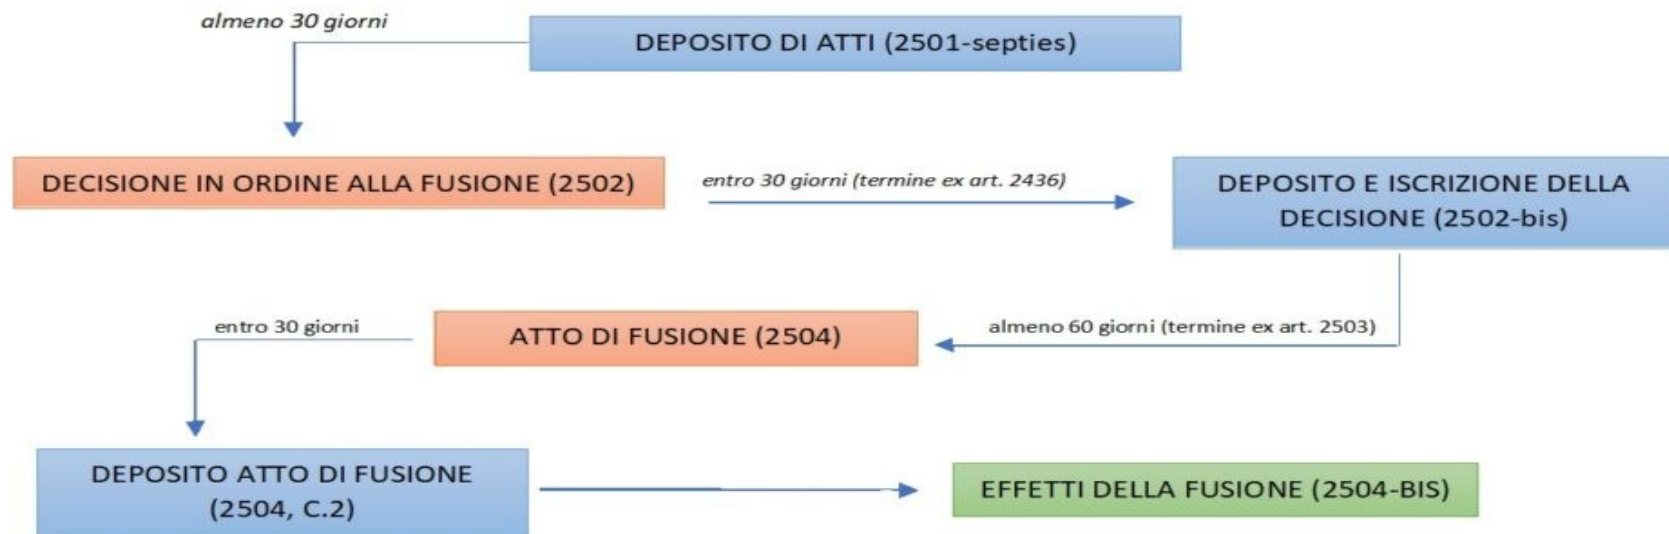 almeno 30 giorni
DEPOSITO DI ATTI (2501-septies)
DECISIONE IN ORDINE ALLA FUSIONE (2502)
entro 30 giorni (termine ex art. 2436)
DEPOSITO E ISCRIZIONE DELLA
DECISIONE (2502-bis)
almeno 60 giorni (termine ex art. 2503)
ATTO DI FUSIONE (2504)
entro 30 giorni
DEPOSITO ATTO DI FUSIONE
(2504, C.2)
EFFETTI DELLA FUSIONE (2504-BIS)